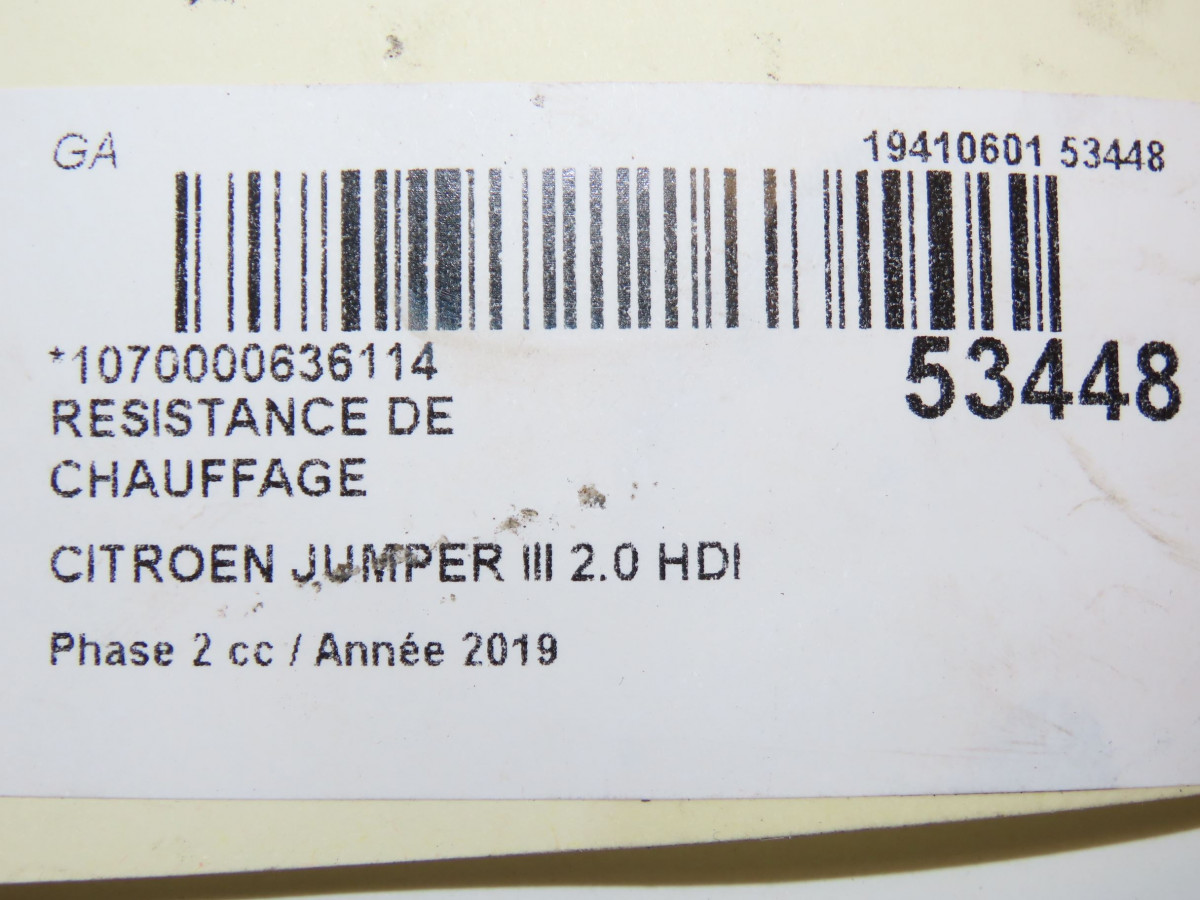 GA
19410601 53448
*1070000636114
53448
RESISTANCE DE
CHAUFFAGE
CITROEN JUMPER III 2.0 HDI
Phase 2 cc / Année 2019